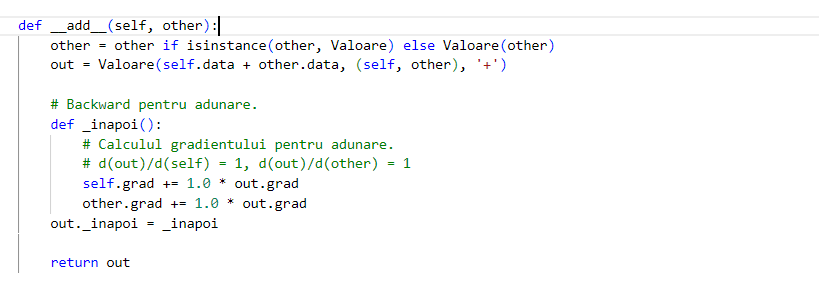 def __add__(self, other):
other = other if isinstance(other, Valoare) else Valoare(other)
out = Valoare(self.data + other.data, (self, other), '+')
# Backward pentru adunare.
def _inapoi():
# Calculul gradientului pentru adunare.
# d(out)/d(self) = 1, d(out)/d(other) = 1
self.grad += 1.0 * out.grad
other.grad += 1.0 * out.grad
out._inapoi = _inapoi
return out